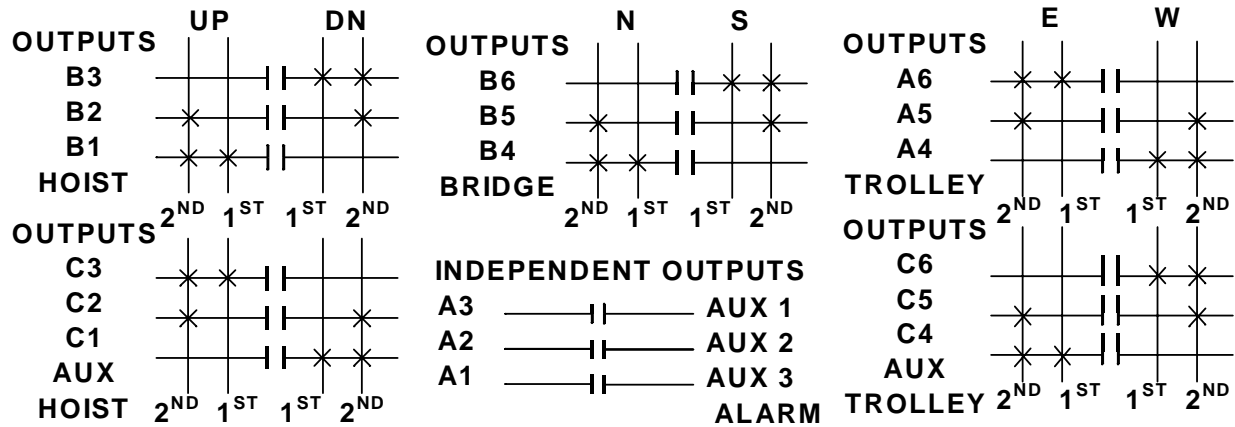 UP DN
OUTPUTS
B3
B2
B1
HOIST
2ND 1ST 1ST 2ND
N S
OUTPUTS
B6
B5
B4
BRIDGE
2ND 1ST 1ST 2ND
E W
OUTPUTS
A6
A5
A4
TROLLEY
2ND 1ST 1ST 2ND
OUTPUTS
C3
C2
C1
AUX
HOIST
2ND 1ST 1ST 2ND
INDEPENDENT OUTPUTS
A3 AUX 1
A2 AUX 2
A1 AUX 3
ALARM
OUTPUTS
C6
C5
C4
AUX
TROLLEY
2ND 1ST 1ST 2ND